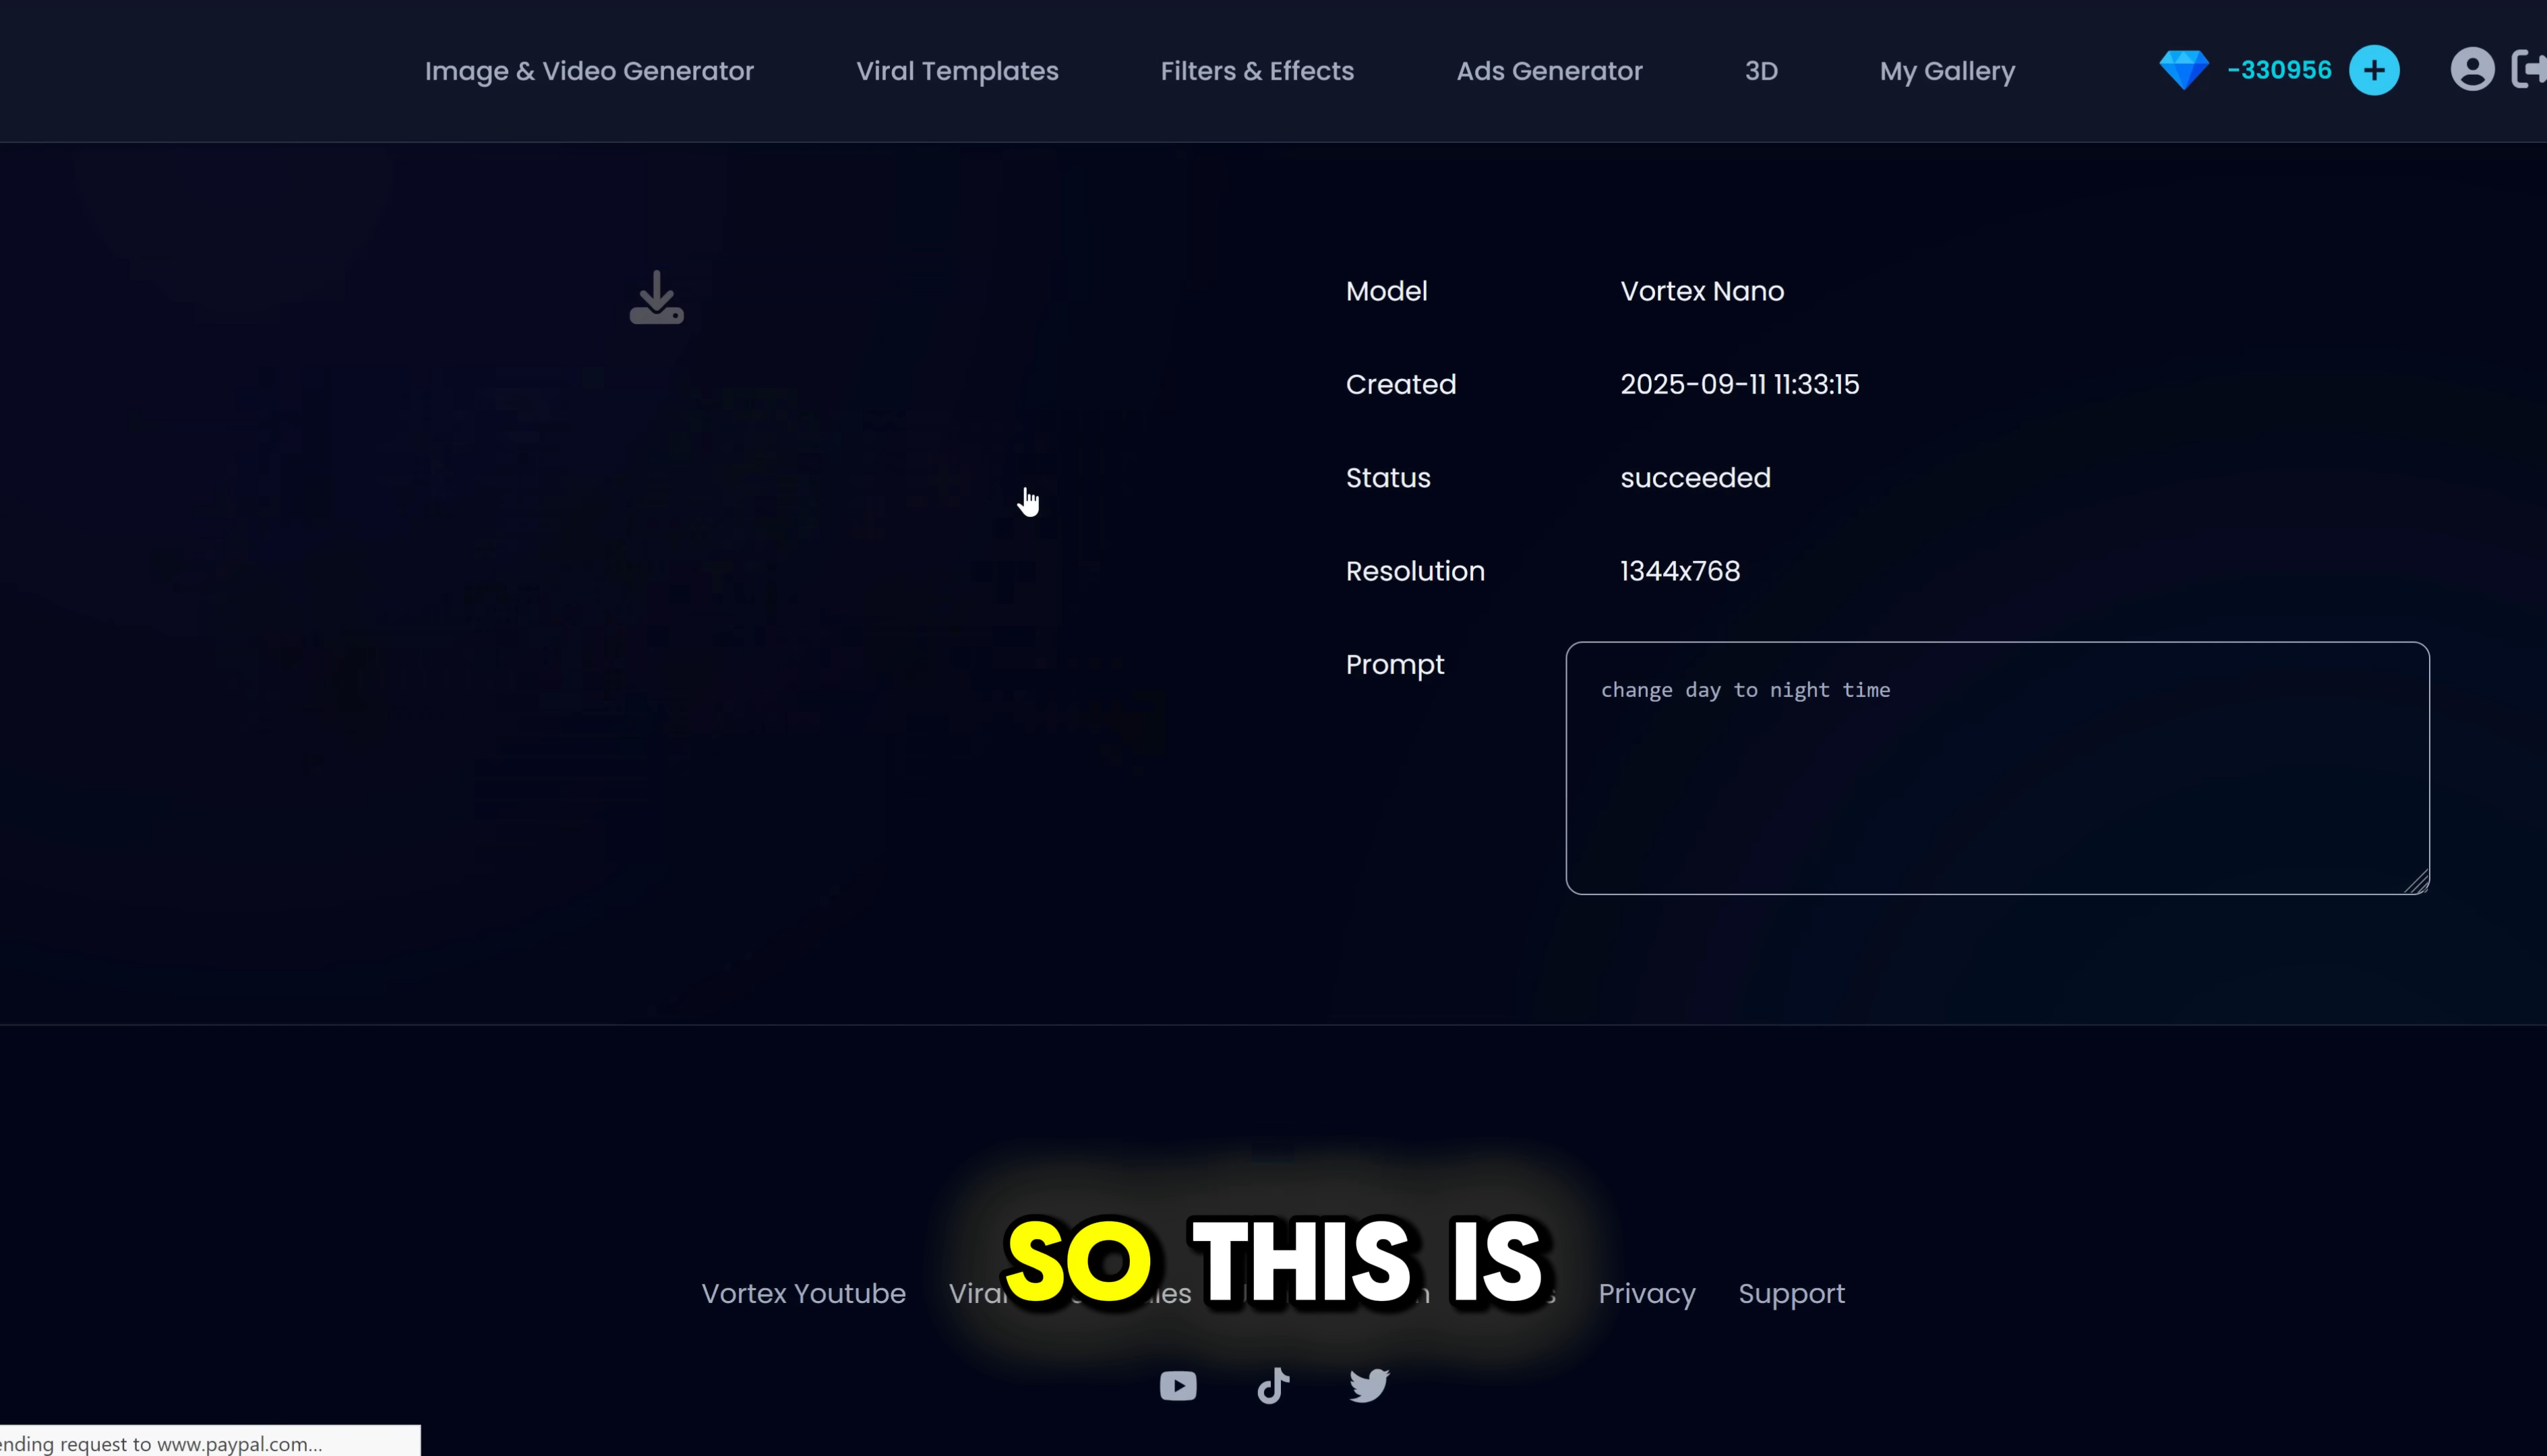 Image & Video Generator Viral Templates Filters & Effects Ads Generator 3D My Gallery -330956
Model Vortex Nano
Created 2025-09-11 11:33:15
Status succeeded
Resolution 1344x768
Prompt
change day to night time
SO THIS IS
Vortex Youtube Privacy Support
request to www.paypal.com...